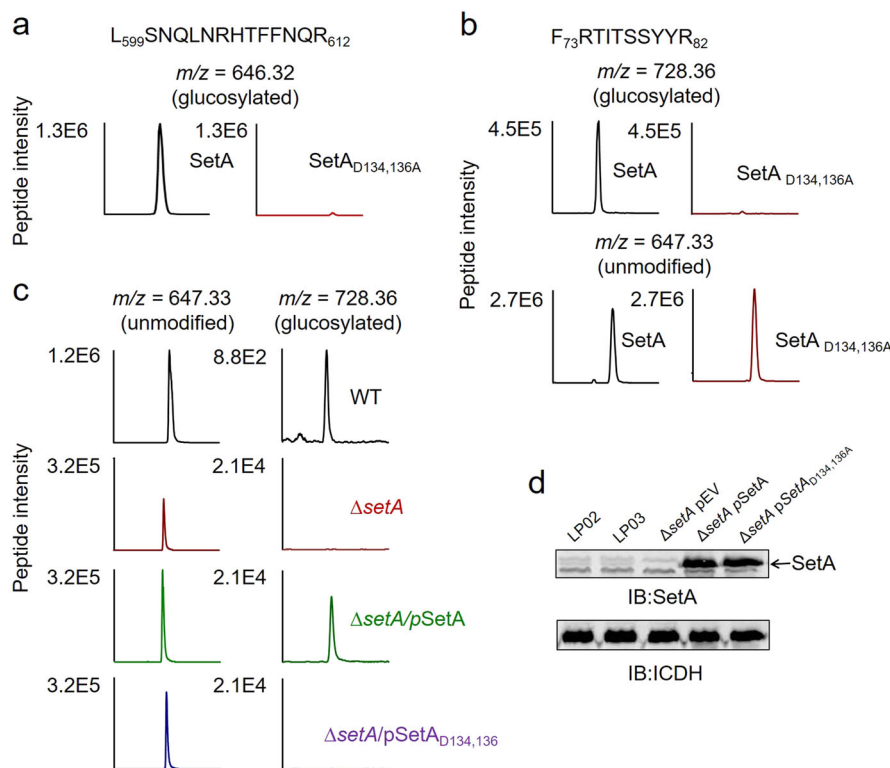 a
L599SNQLNRHTFFNQR612
m/z = 646.32
(glucosylated)
1.3E6
SetA
1.3E6
SetAD134,136A
Peptide intensity
b
F73RTITSSYYR82
m/z = 728.36
(glucosylated)
4.5E5
SetA
4.5E5
SetA D134,136A
m/z = 647.33
(unmodified)
2.7E6
SetA
2.7E6
SetA D134,136A
Peptide intensity
c
m/z = 647.33
(unmodified)
m/z = 728.36
(glucosylated)
1.2E6
8.8E2
WT
3.2E5
2.1E4
ΔsetA
3.2E5
2.1E4
ΔsetA/pSetA
3.2E5
2.1E4
ΔsetA/pSetAD134,136
Peptide intensity
d
LP02
LP03
ΔsetA pEV
ΔsetA pSetA
ΔsetA pSetAD134,136A
←SetA
IB:SetA
IB:ICDH